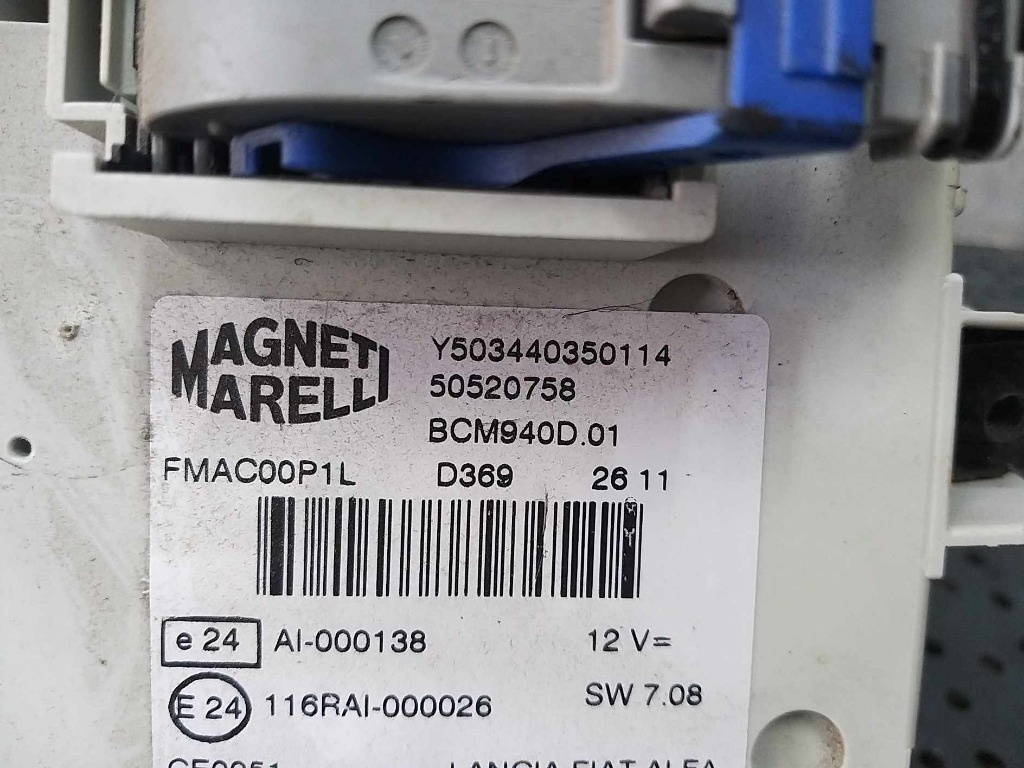 MAGNETI
MARELLI
Y503440350114
50520758
BCM940D.01
FMAC00P1L D369 26 11
e 24 AI-000138 12 V=
E 24 116RAI-000026 SW 7.08
CE0051 LANCIA FIAT ALFA